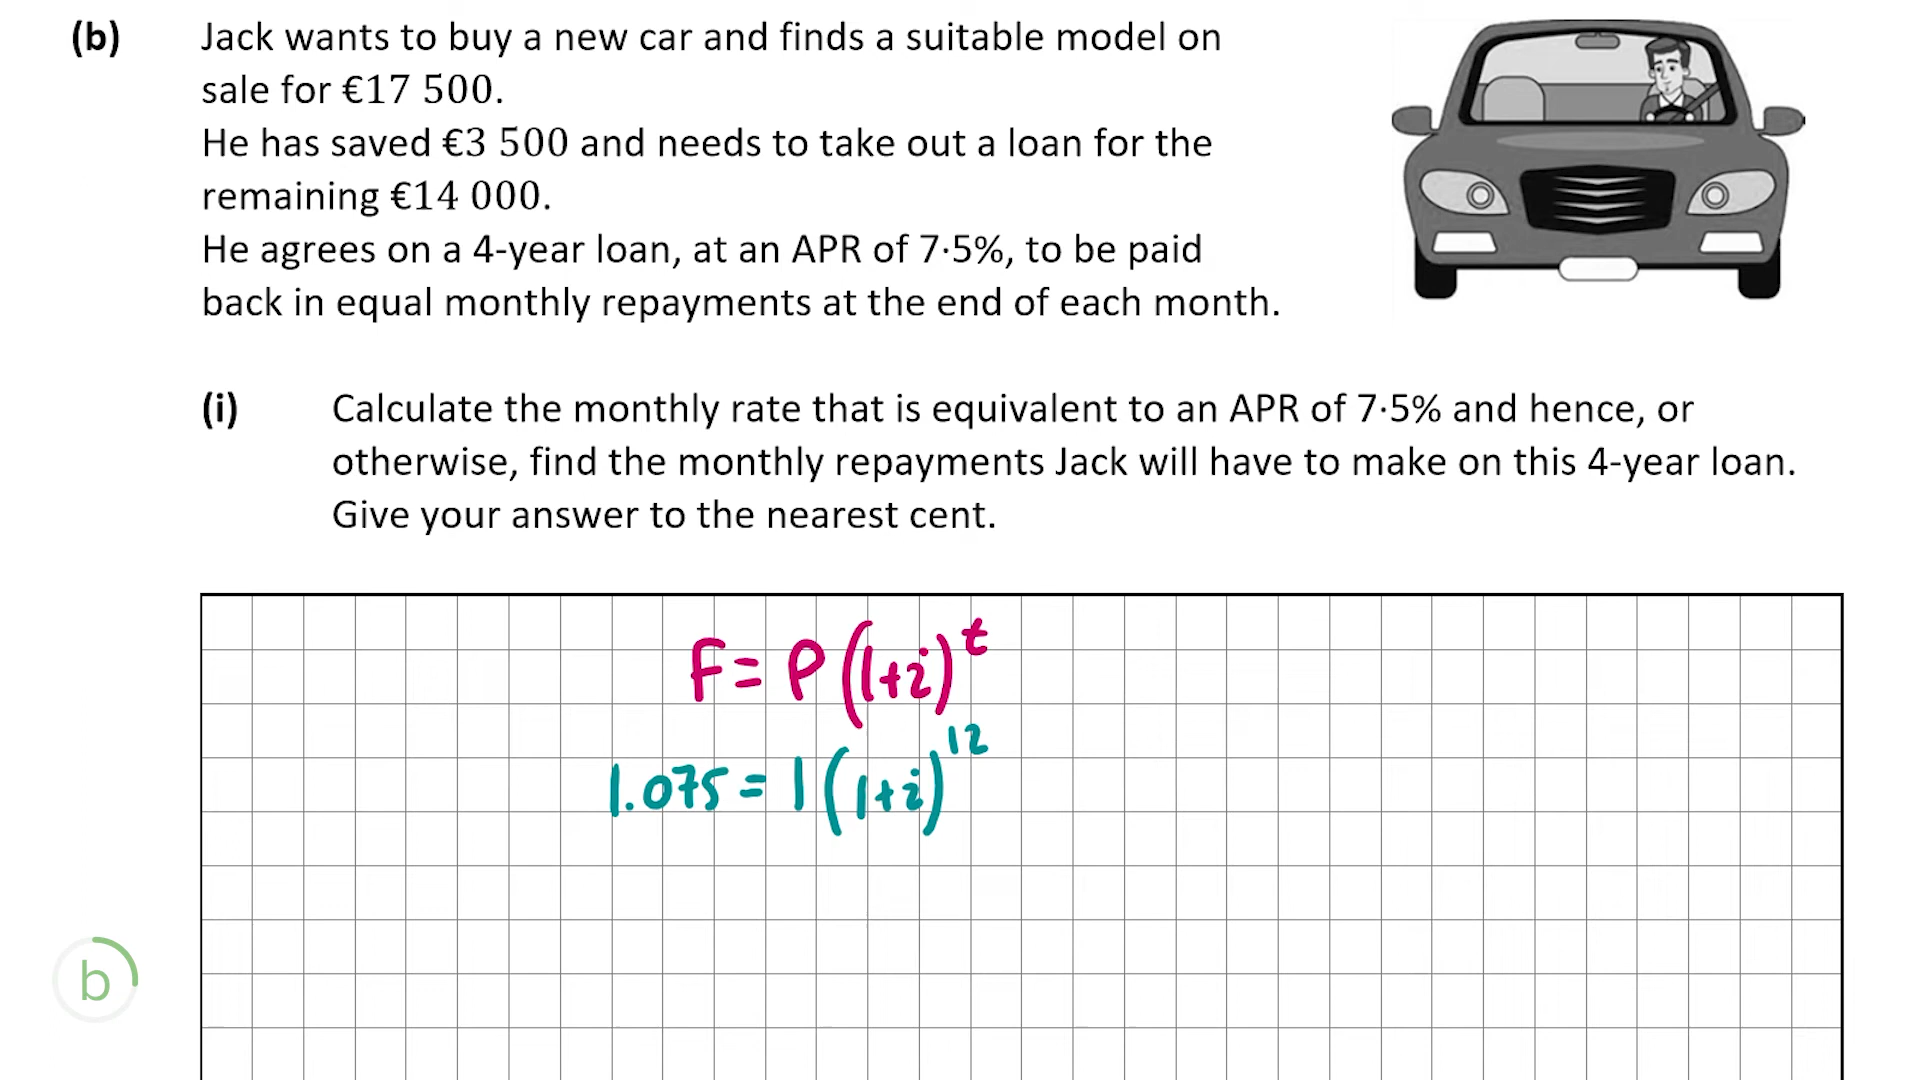 (b) Jack wants to buy a new car and finds a suitable model on
sale for €17 500.
He has saved €3 500 and needs to take out a loan for the
remaining €14 000.
He agrees on a 4-year loan, at an APR of 7·5%, to be paid
back in equal monthly repayments at the end of each month.
(i) Calculate the monthly rate that is equivalent to an APR of 7·5% and hence, or
otherwise, find the monthly repayments Jack will have to make on this 4-year loan.
Give your answer to the nearest cent.
F = P(1+i)^t
1.075 = 1(1+i)^12
b